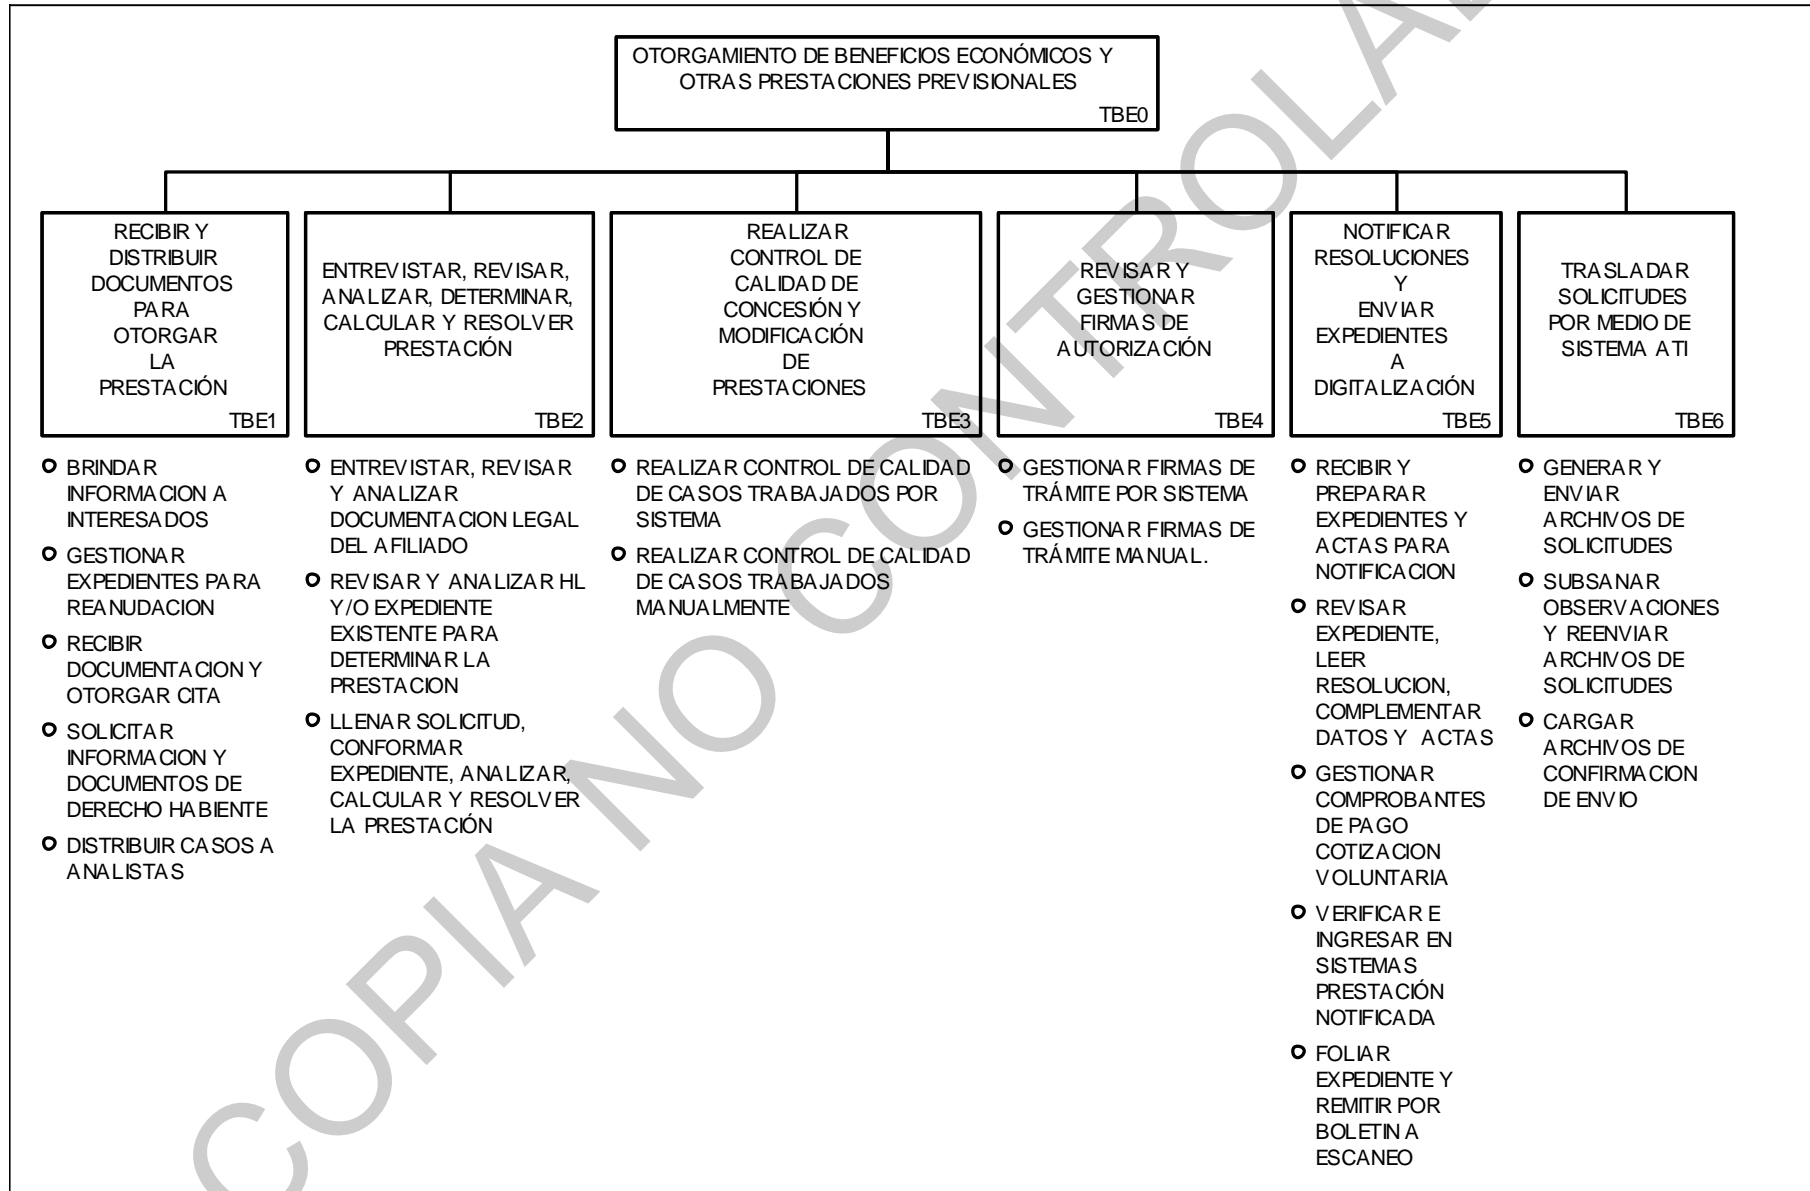 OTORGAMIENTO DE BENEFICIOS ECONÓMICOS Y
OTRAS PRESTACIONES PREVISIONALES
TBE0
RECIBIR Y
DISTRIBUIR
DOCUMENTOS
PARA
OTORGAR
LA
PRESTACIÓN
TBE1
BRINDAR
INFORMACION A
INTERESADOS
GESTIONAR
EXPEDIENTES PARA
REANUDACION
RECIBIR
DOCUMENTACION Y
OTORGAR CITA
SOLICITAR
INFORMACION Y
DOCUMENTOS DE
DERECHO HABIENTE
DISTRIBUIR CASOS A
ANALISTAS
ENTREVISTAR, REVISAR,
ANALIZAR, DETERMINAR,
CALCULAR Y RESOLVER
PRESTACIÓN
TBE2
ENTREVISTAR, REVISAR
Y ANALIZAR
DOCUMENTACION LEGAL
DEL AFILIADO
REVISAR Y ANALIZAR HL
Y/O EXPEDIENTE
EXISTENTE PARA
DETERMINAR LA
PRESTACION
LLENAR SOLICITUD,
CONFORMAR
EXPEDIENTE, ANALIZAR,
CALCULAR Y RESOLVER
LA PRESTACIÓN
REALIZAR
CONTROL DE
CALIDAD DE
CONCESIÓN Y
MODIFICACIÓN
DE
PRESTACIONES
TBE3
REALIZAR CONTROL DE CALIDAD
DE CASOS TRABAJADOS POR
SISTEMA
REALIZAR CONTROL DE CALIDAD
DE CASOS TRABAJADOS
MANUALMENTE
REVISAR Y
GESTIONAR
FIRMAS DE
AUTORIZACIÓN
TBE4
GESTIONAR FIRMAS DE
TRÁMITE POR SISTEMA
GESTIONAR FIRMAS DE
TRÁMITE MANUAL.
NOTIFICAR
RESOLUCIONES
Y
ENVIAR
EXPEDIENTES
A
DIGITALIZACIÓN
TBE5
RECIBIR Y
PREPARAR
EXPEDIENTES Y
ACTAS PARA
NOTIFICACION
REVISAR
EXPEDIENTE,
LEER
RESOLUCION,
COMPLEMENTAR
DATOS Y ACTAS
GESTIONAR
COMPROBANTES
DE PAGO
COTIZACION
VOLUNTARIA
VERIFICAR E
INGRESAR EN
SISTEMAS
PRESTACIÓN
NOTIFICADA
FOLIAR
EXPEDIENTE Y
REMITIR POR
BOLETIN A
ESCANEO
TRASLADAR
SOLICITUDES
POR MEDIO DE
SISTEMA ATI
TBE6
GENERAR Y
ENVIAR
ARCHIVOS DE
SOLICITUDES
SUBSANAR
OBSERVACIONES
Y REENVIAR
ARCHIVOS DE
SOLICITUDES
CARGAR
ARCHIVOS DE
CONFIRMACION
DE ENVIO
COPIA NO CONTROLA